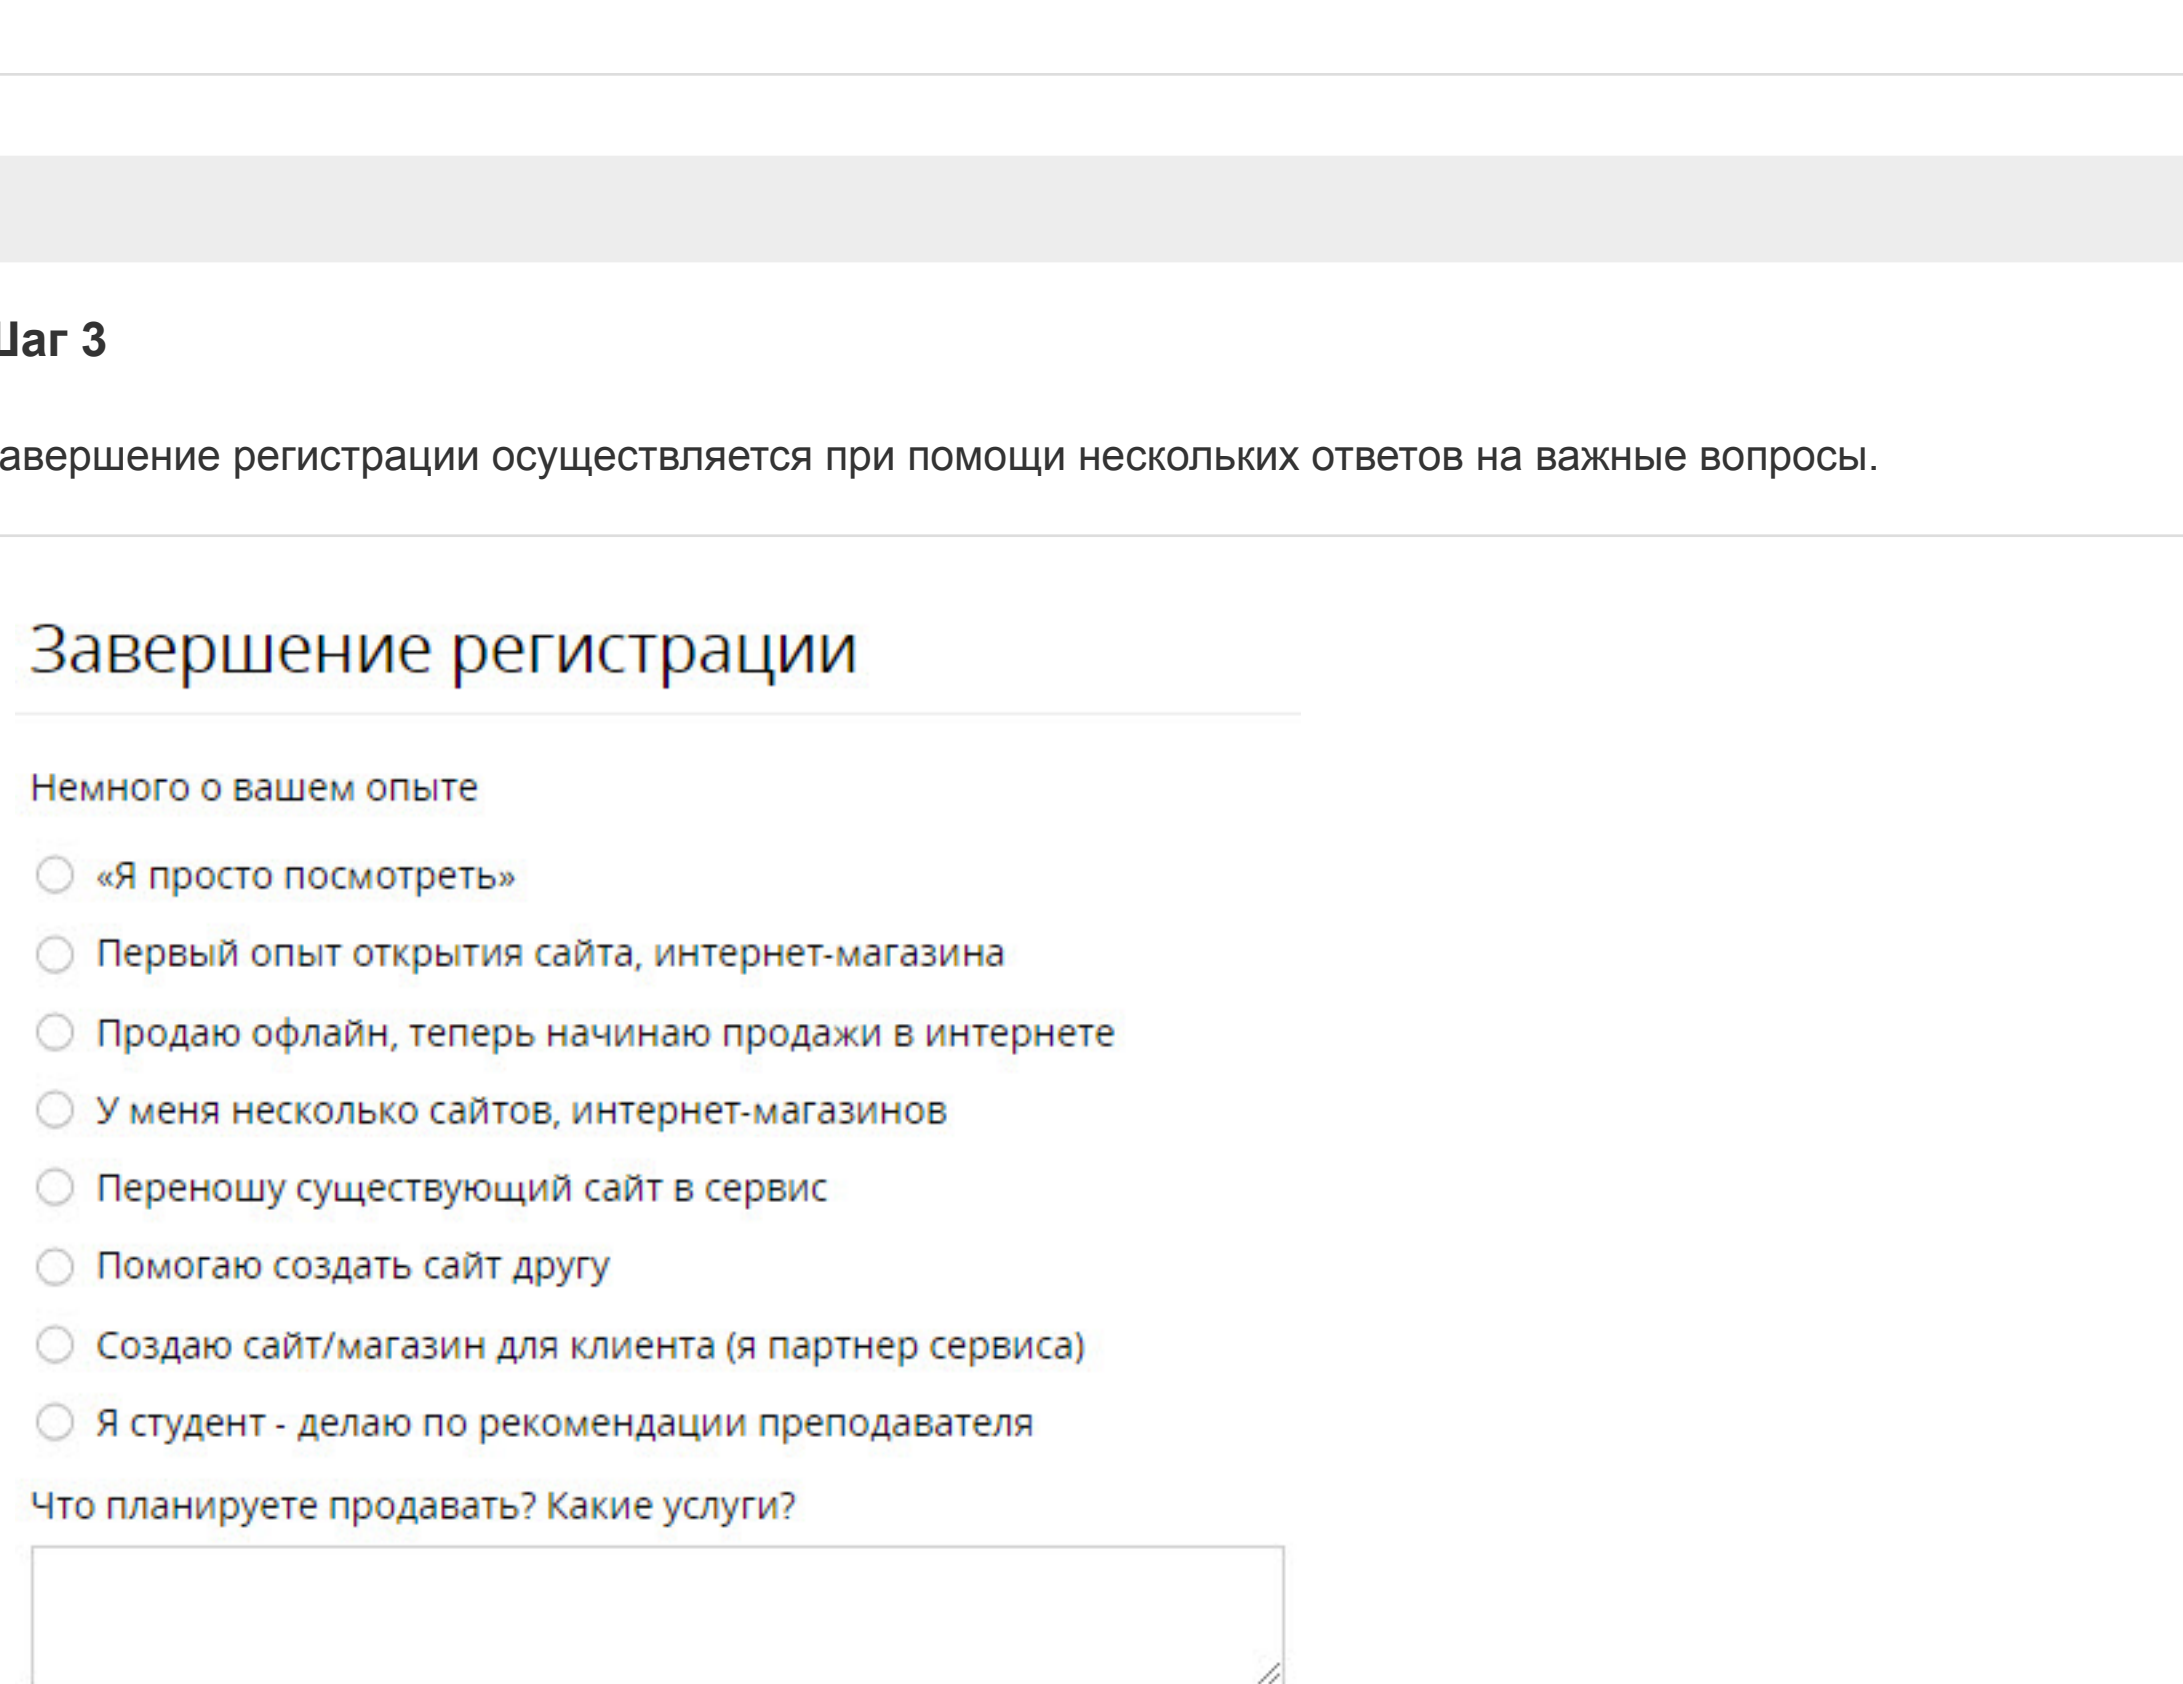 Шаг 3
авершение регистрации осуществляется при помощи нескольких ответов на важные вопросы.
Завершение регистрации
Немного о вашем опыте
«Я просто посмотреть»
Первый опыт открытия сайта, интернет-магазина
Продаю офлайн, теперь начинаю продажи в интернете
У меня несколько сайтов, интернет-магазинов
Переношу существующий сайт в сервис
Помогаю создать сайт другу
Создаю сайт/магазин для клиента (я партнер сервиса)
Я студент - делаю по рекомендации преподавателя
Что планируете продавать? Какие услуги?